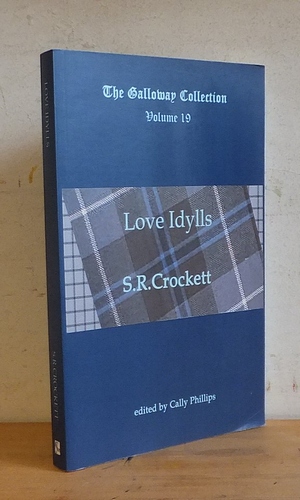 The Galloway Collection
Volume 19
Love Idylls
S.R.Crockett
edited by Cally Phillips
LOVE IDYLLS
S.R.CROCKETT